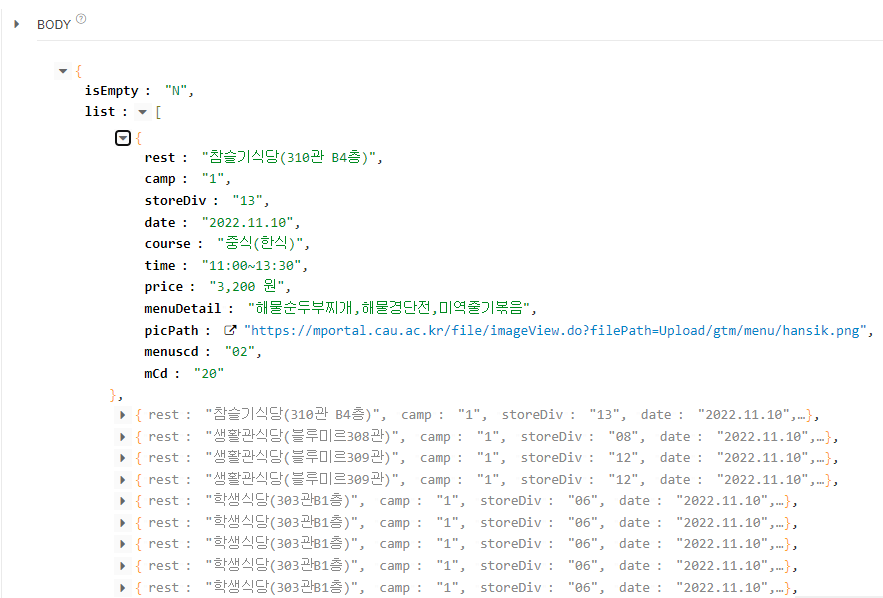 BODY ?
{
isEmpty : "N",
list : [
{
rest : "참슬기식당(310관 B4층)",
camp : "1",
storeDiv : "13",
date : "2022.11.10",
course : "중식(한식)",
time : "11:00~13:30",
price : "3,200 원",
menuDetail : "해물순두부찌개,해물경단전,미역줄기볶음",
picPath : "https://mportal.cau.ac.kr/file/imageView.do?filePath=Upload/gtm/menu/hansik.png",
menuscd : "02",
mCd : "20"
},
{ rest : "참슬기식당(310관 B4층)", camp : "1", storeDiv : "13", date : "2022.11.10",…},
{ rest : "생활관식당(블루미르308관)", camp : "1", storeDiv : "08", date : "2022.11.10",…},
{ rest : "생활관식당(블루미르309관)", camp : "1", storeDiv : "12", date : "2022.11.10",…},
{ rest : "생활관식당(블루미르309관)", camp : "1", storeDiv : "12", date : "2022.11.10",…},
{ rest : "학생식당(303관B1층)", camp : "1", storeDiv : "06", date : "2022.11.10",…},
{ rest : "학생식당(303관B1층)", camp : "1", storeDiv : "06", date : "2022.11.10",…},
{ rest : "학생식당(303관B1층)", camp : "1", storeDiv : "06", date : "2022.11.10",…},
{ rest : "학생식당(303관B1층)", camp : "1", storeDiv : "06", date : "2022.11.10",…},
{ rest : "학생식당(303관B1층)", camp : "1", storeDiv : "06", date : "2022.11.10",…},